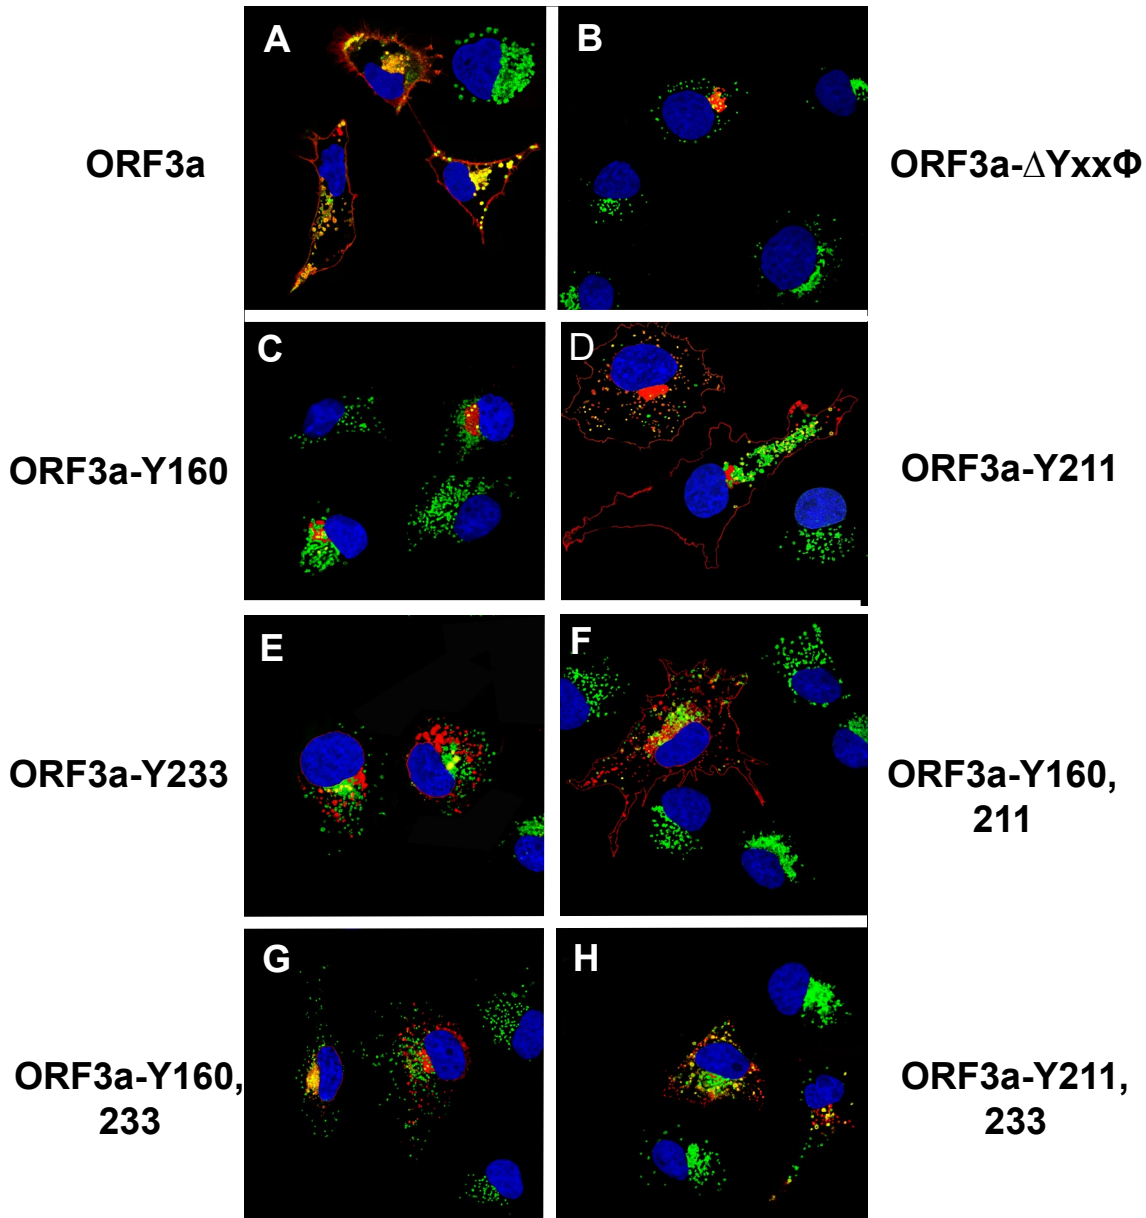 A
B
ORF3a
ORF3a-ΔYxxΦ
C
D
ORF3a-Y160
ORF3a-Y211
E
F
ORF3a-Y233
ORF3a-Y160,
211
G
H
ORF3a-Y160,
233
ORF3a-Y211,
233